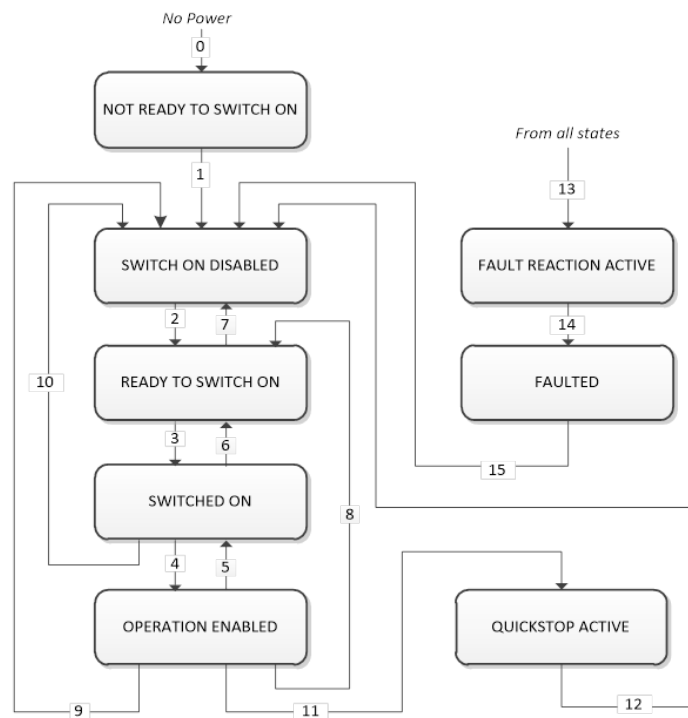 No Power
0
NOT READY TO SWITCH ON
From all states
1
13
SWITCH ON DISABLED
FAULT REACTION ACTIVE
2
7
14
10
READY TO SWITCH ON
FAULTED
3
6
15
SWITCHED ON
8
4
5
OPERATION ENABLED
QUICKSTOP ACTIVE
9
11
12